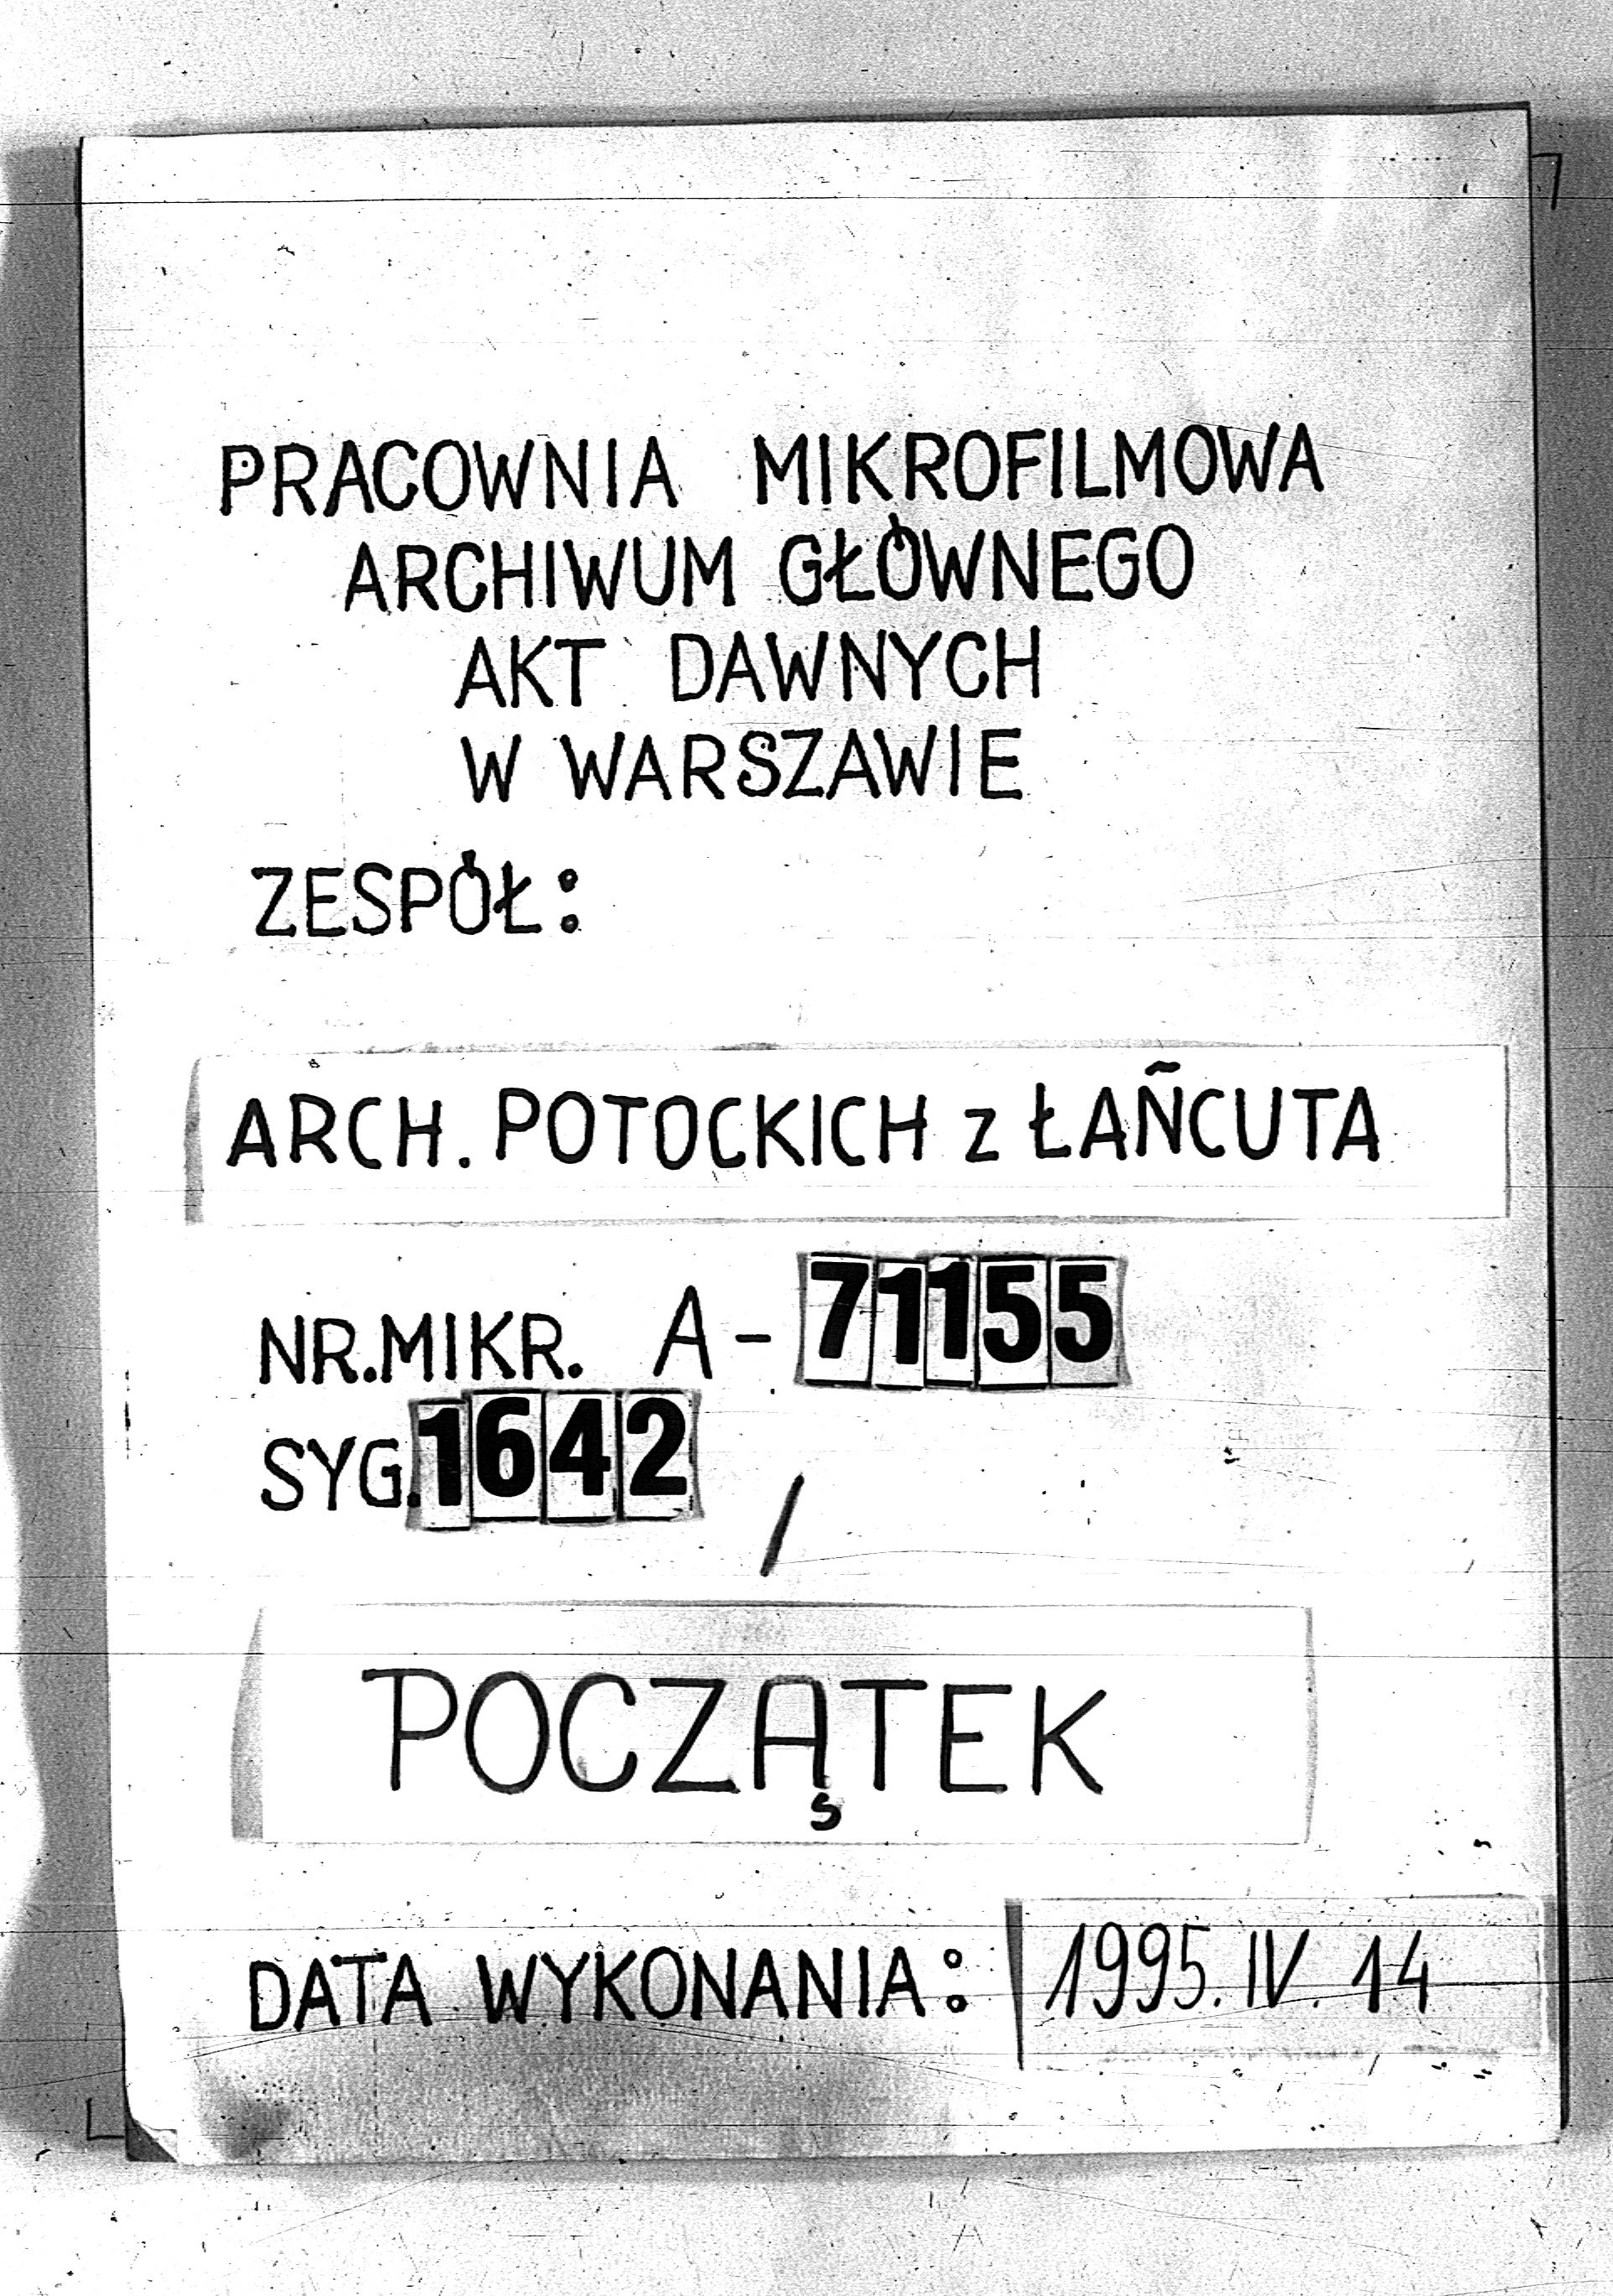 PRACOWNIA MIKROFILMOWA
ARCHIWUM GŁÓWNEGO
AKT DAWNYCH
W WARSZAWIE
ZESPÓŁ:
ARCH. POTOCKICH z ŁAŃCUTA
NR.MIKR. A-71155
SYG.1642 /
POCZĄTEK
DATA WYKONANIA: 1995.IV.14